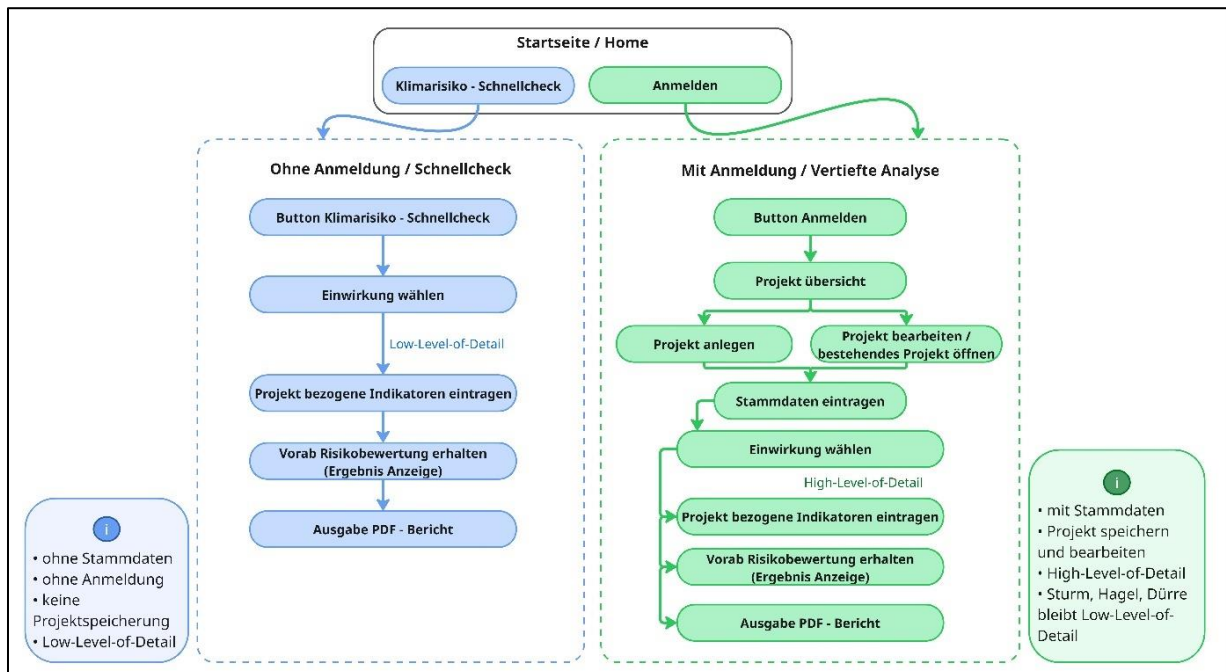 Startseite / Home
Klimarisiko - Schnellcheck
Anmelden
Ohne Anmeldung / Schnellcheck
Button Klimarisiko - Schnellcheck
Einwirkung wählen
Low-Level-of-Detail
Projekt bezogene Indikatoren eintragen
Vorab Risikobewertung erhalten
(Ergebnis Anzeige)
Ausgabe PDF - Bericht
i
• ohne Stammdaten
• ohne Anmeldung
• keine
Projektspeicherung
• Low-Level-of-Detail
Mit Anmeldung / Vertiefte Analyse
Button Anmelden
Projekt übersicht
Projekt anlegen
Projekt bearbeiten /
bestehendes Projekt öffnen
Stammdaten eintragen
Einwirkung wählen
High-Level-of-Detail
Projekt bezogene Indikatoren eintragen
Vorab Risikobewertung erhalten
(Ergebnis Anzeige)
Ausgabe PDF - Bericht
i
• mit Stammdaten
• Projekt speichern
und bearbeiten
• High-Level-of-Detail
• Sturm, Hagel, Dürre
bleibt Low-Level-of-
Detail